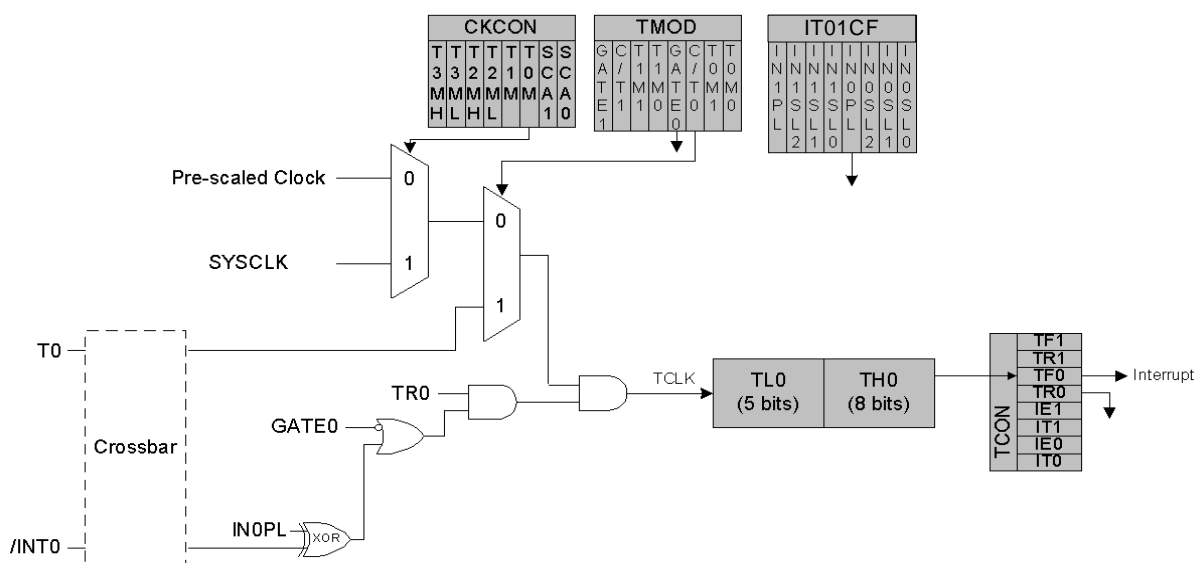 CKCON
T3MH
T3ML
T2MH
T2ML
T1M
T0M
SCA1
SCA0
TMOD
GATE1
C/T1
T1M1
T1M0
GATE0
C/T0
T0M1
T0M0
IT01CF
IN1PL
IN1SL2
IN1SL1
IN1SL0
IN0PL
IN0SL2
IN0SL1
IN0SL0
Pre-scaled Clock
0
0
SYSCLK
1
1
T0
Crossbar
TR0
GATE0
IN0PL
XOR
/INT0
TCLK
TL0
(5 bits)
TH0
(8 bits)
TCON
TF1
TR1
TF0
TR0
IE1
IT1
IE0
IT0
Interrupt